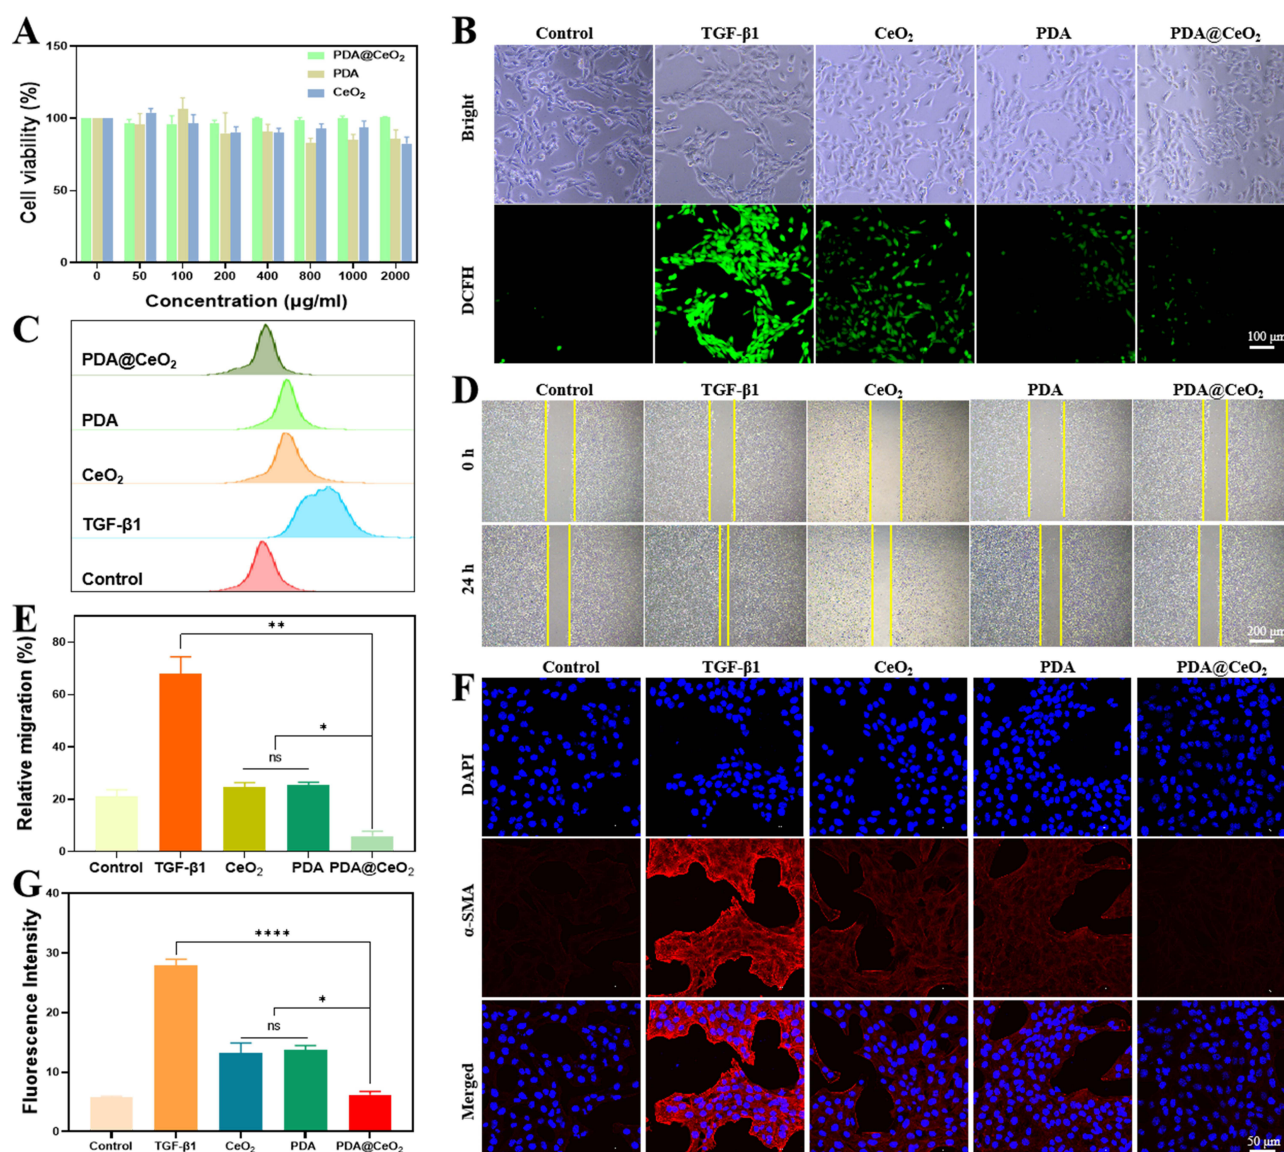 A
150
100
50
0
Cell viability (%)
PDA@CeO₂
PDA
CeO₂
0 50 100 200 400 800 1000 2000
Concentration (μg/ml)
B
Control TGF-β1 CeO₂ PDA PDA@CeO₂
Bright
DCFH
100 μm
C
PDA@CeO₂
PDA
CeO₂
TGF-β1
Control
D
Control TGF-β1 CeO₂ PDA PDA@CeO₂
0 h
24 h
200 μm
E
80
60
40
20
0
Relative migration (%)
**
*
ns
Control TGF-β1 CeO₂ PDA PDA@CeO₂
F
Control TGF-β1 CeO₂ PDA PDA@CeO₂
DAPI
α-SMA
Merged
50 μm
G
40
30
20
10
0
Fluorescence Intensity
****
*
ns
Control TGF-β1 CeO₂ PDA PDA@CeO₂